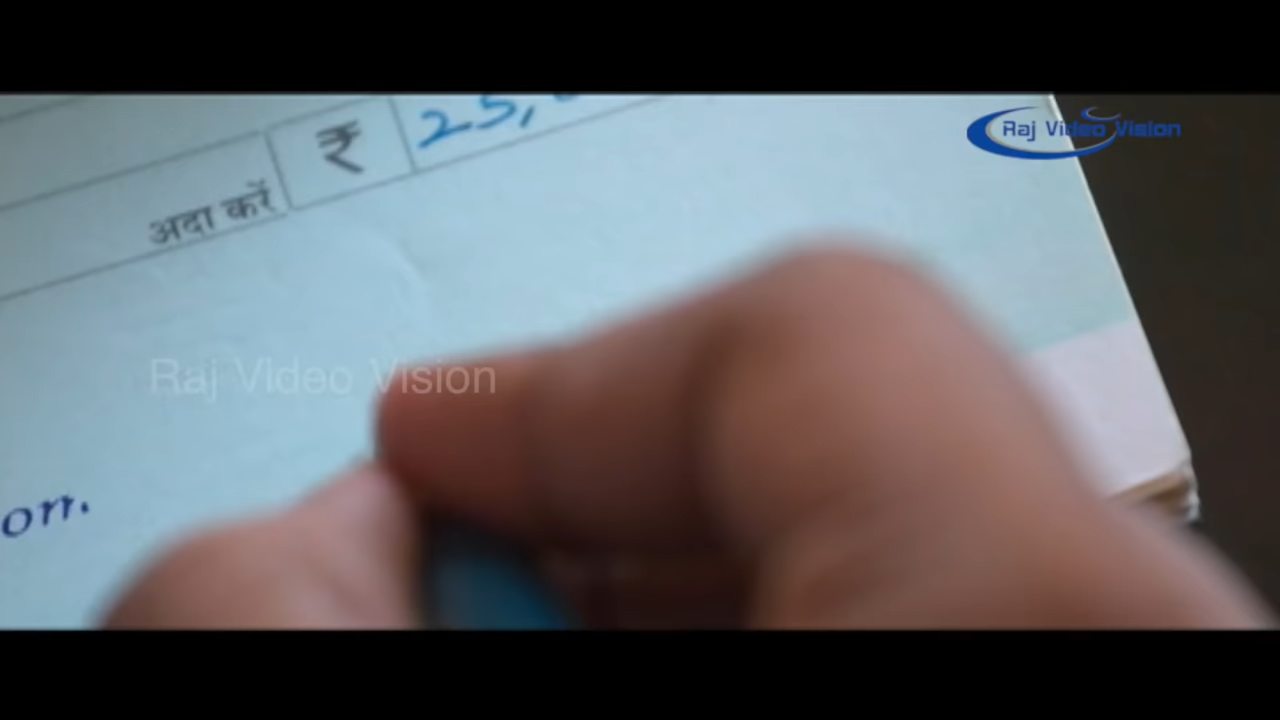 Raj Video Vision
₹ 25,
अदा करें
Raj Video Vision
on.